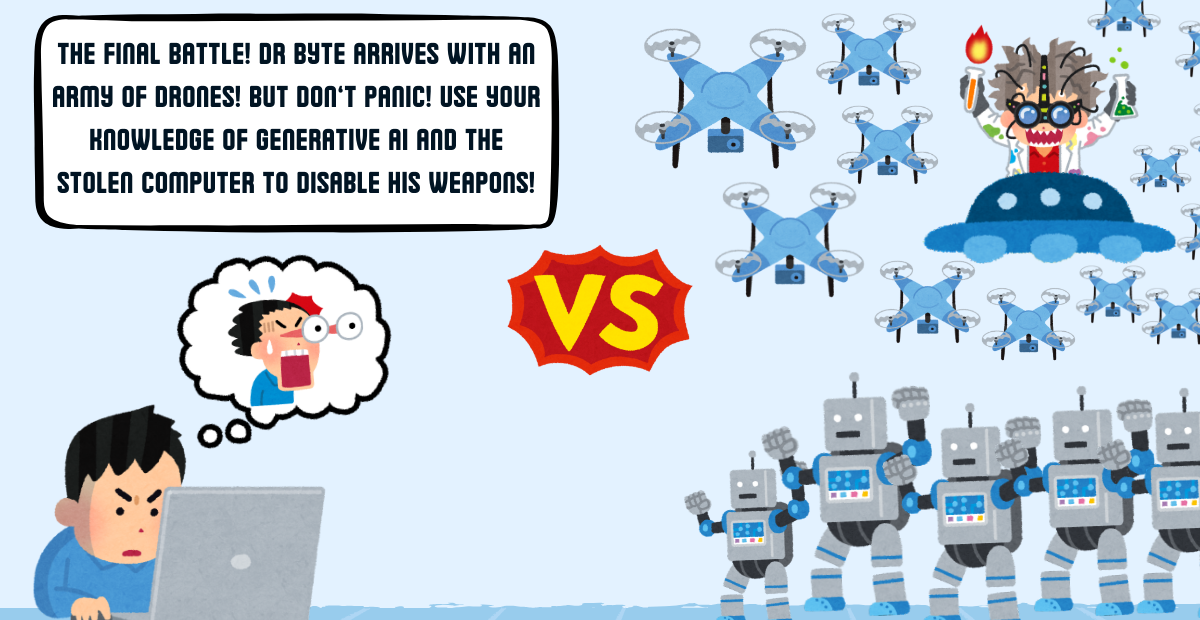 THE FINAL BATTLE! DR BYTE ARRIVES WITH AN
ARMY OF DRONES! BUT DON'T PANIC! USE YOUR
KNOWLEDGE OF GENERATIVE AI AND THE
STOLEN COMPUTER TO DISABLE HIS WEAPONS!
VS